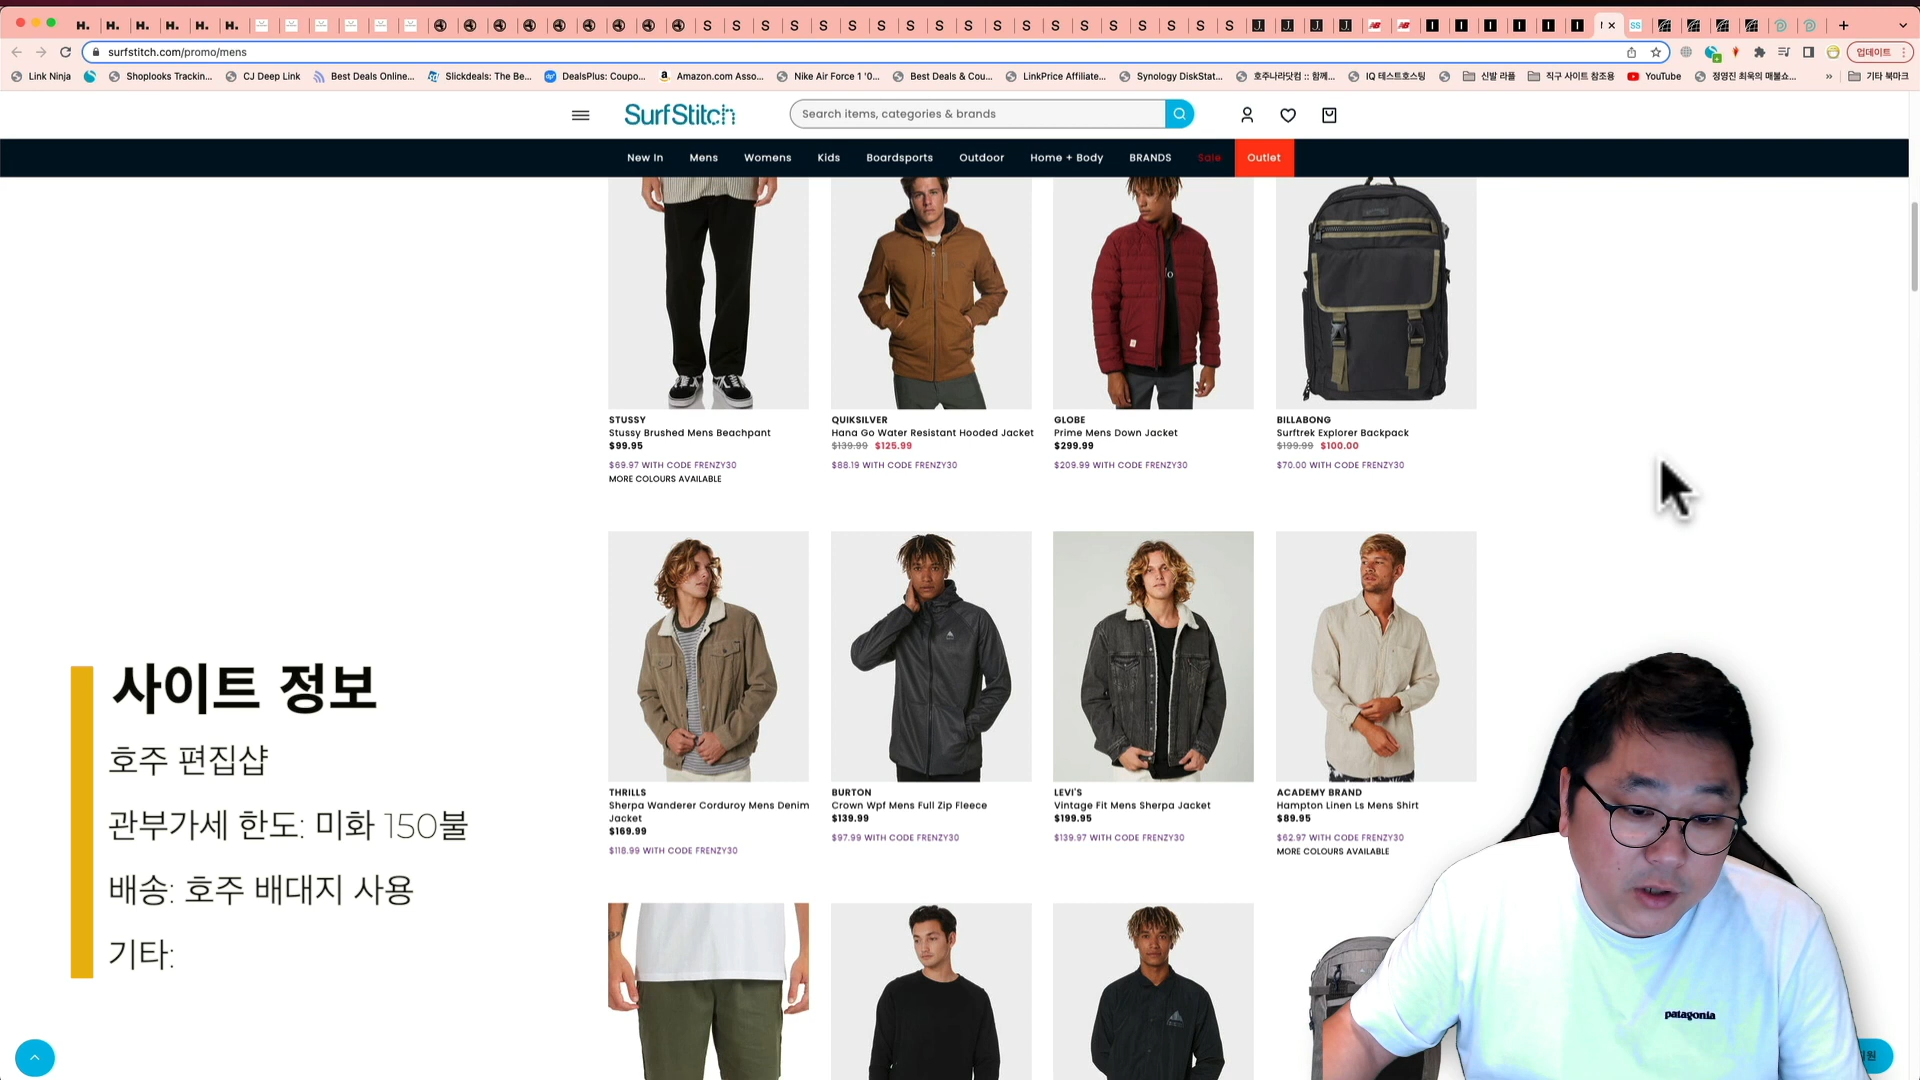 H. H. H. H. H. H. S S S S S S S S S S S S S S S S S S S J J J J NB NB I I I I I I SS
surfstitch.com/promo/mens
업데이트
Link Ninja
Shoplooks Trackin...
CJ Deep Link
Best Deals Online...
Slickdeals: The Be...
DealsPlus: Coupo...
Amazon.com Asso...
Nike Air Force 1 '0...
Best Deals & Cou...
LinkPrice Affiliate...
Synology DiskStat...
호주나라닷컴 :: 함께...
IQ 테스트호스팅
신발 라플
직구 사이트 참조용
YouTube
정영진 최욱의 매불쇼...
»
기타 북마크
SurfStitch
Search items, categories & brands
New In
Mens
Womens
Kids
Boardsports
Outdoor
Home + Body
BRANDS
Sale
Outlet
STUSSY
Stussy Brushed Mens Beachpant
$99.95
$69.97 WITH CODE FRENZY30
MORE COLOURS AVAILABLE
QUIKSILVER
Hana Go Water Resistant Hooded Jacket
$139.99 $125.99
$88.19 WITH CODE FRENZY30
GLOBE
Prime Mens Down Jacket
$299.99
$209.99 WITH CODE FRENZY30
BILLABONG
Surftrek Explorer Backpack
$199.99 $100.00
$70.00 WITH CODE FRENZY30
THRILLS
Sherpa Wanderer Corduroy Mens Denim
Jacket
$169.99
$118.99 WITH CODE FRENZY30
BURTON
Crown Wpf Mens Full Zip Fleece
$139.99
$97.99 WITH CODE FRENZY30
LEVI'S
Vintage Fit Mens Sherpa Jacket
$199.95
$139.97 WITH CODE FRENZY30
ACADEMY BRAND
Hampton Linen Ls Mens Shirt
$89.95
$62.97 WITH CODE FRENZY30
MORE COLOURS AVAILABLE
사이트 정보
호주 편집샵
관부가세 한도: 미화 150불
배송: 호주 배대지 사용
기타:
patagonia